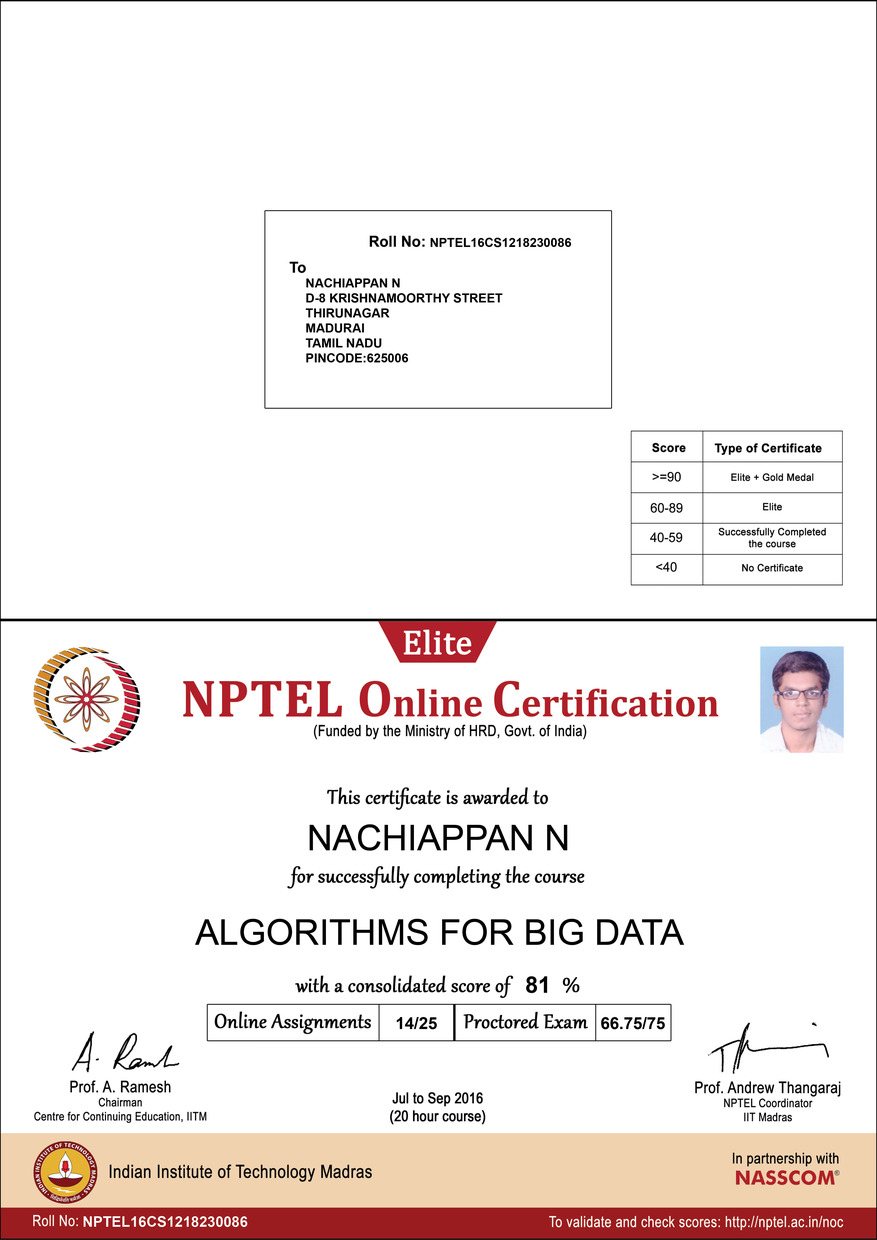 Roll No: NPTEL16CS1218230086
To
NACHIAPPAN N
D-8 KRISHNAMOORTHY STREET
THIRUNAGAR
MADURAI
TAMIL NADU
PINCODE:625006
Score Type of Certificate
>=90 Elite + Gold Medal
60-89 Elite
40-59 Successfully Completed
the course
<40 No Certificate
Elite
NPTEL Online Certification
(Funded by the Ministry of HRD, Govt. of India)
This certificate is awarded to
NACHIAPPAN N
for successfully completing the course
ALGORITHMS FOR BIG DATA
with a consolidated score of 81 %
Online Assignments 14/25 Proctored Exam 66.75/75
A. Ramesh
Prof. A. Ramesh
Chairman
Centre for Continuing Education, IITM
Jul to Sep 2016
(20 hour course)
Prof. Andrew Thangaraj
NPTEL Coordinator
IIT Madras
INDIAN INSTITUTE OF TECHNOLOGY MADRAS
Indian Institute of Technology Madras
In partnership with
NASSCOM®
Roll No: NPTEL16CS1218230086
To validate and check scores: http://nptel.ac.in/noc